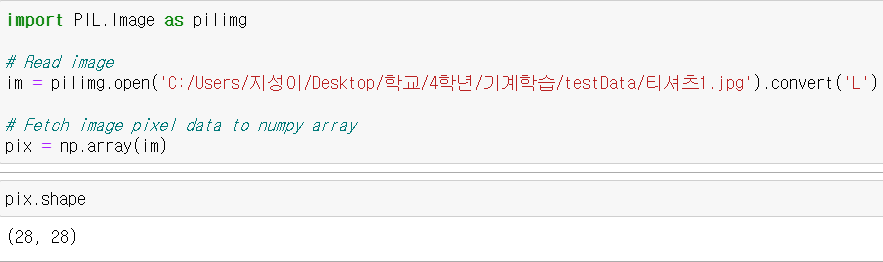 import PIL.Image as pilimg
# Read image
im = pilimg.open('C:/Users/지성이/Desktop/학교/4학년/기계학습/testData/티셔츠1.jpg').convert('L')
# Fetch image pixel data to numpy array
pix = np.array(im)
pix.shape
(28, 28)